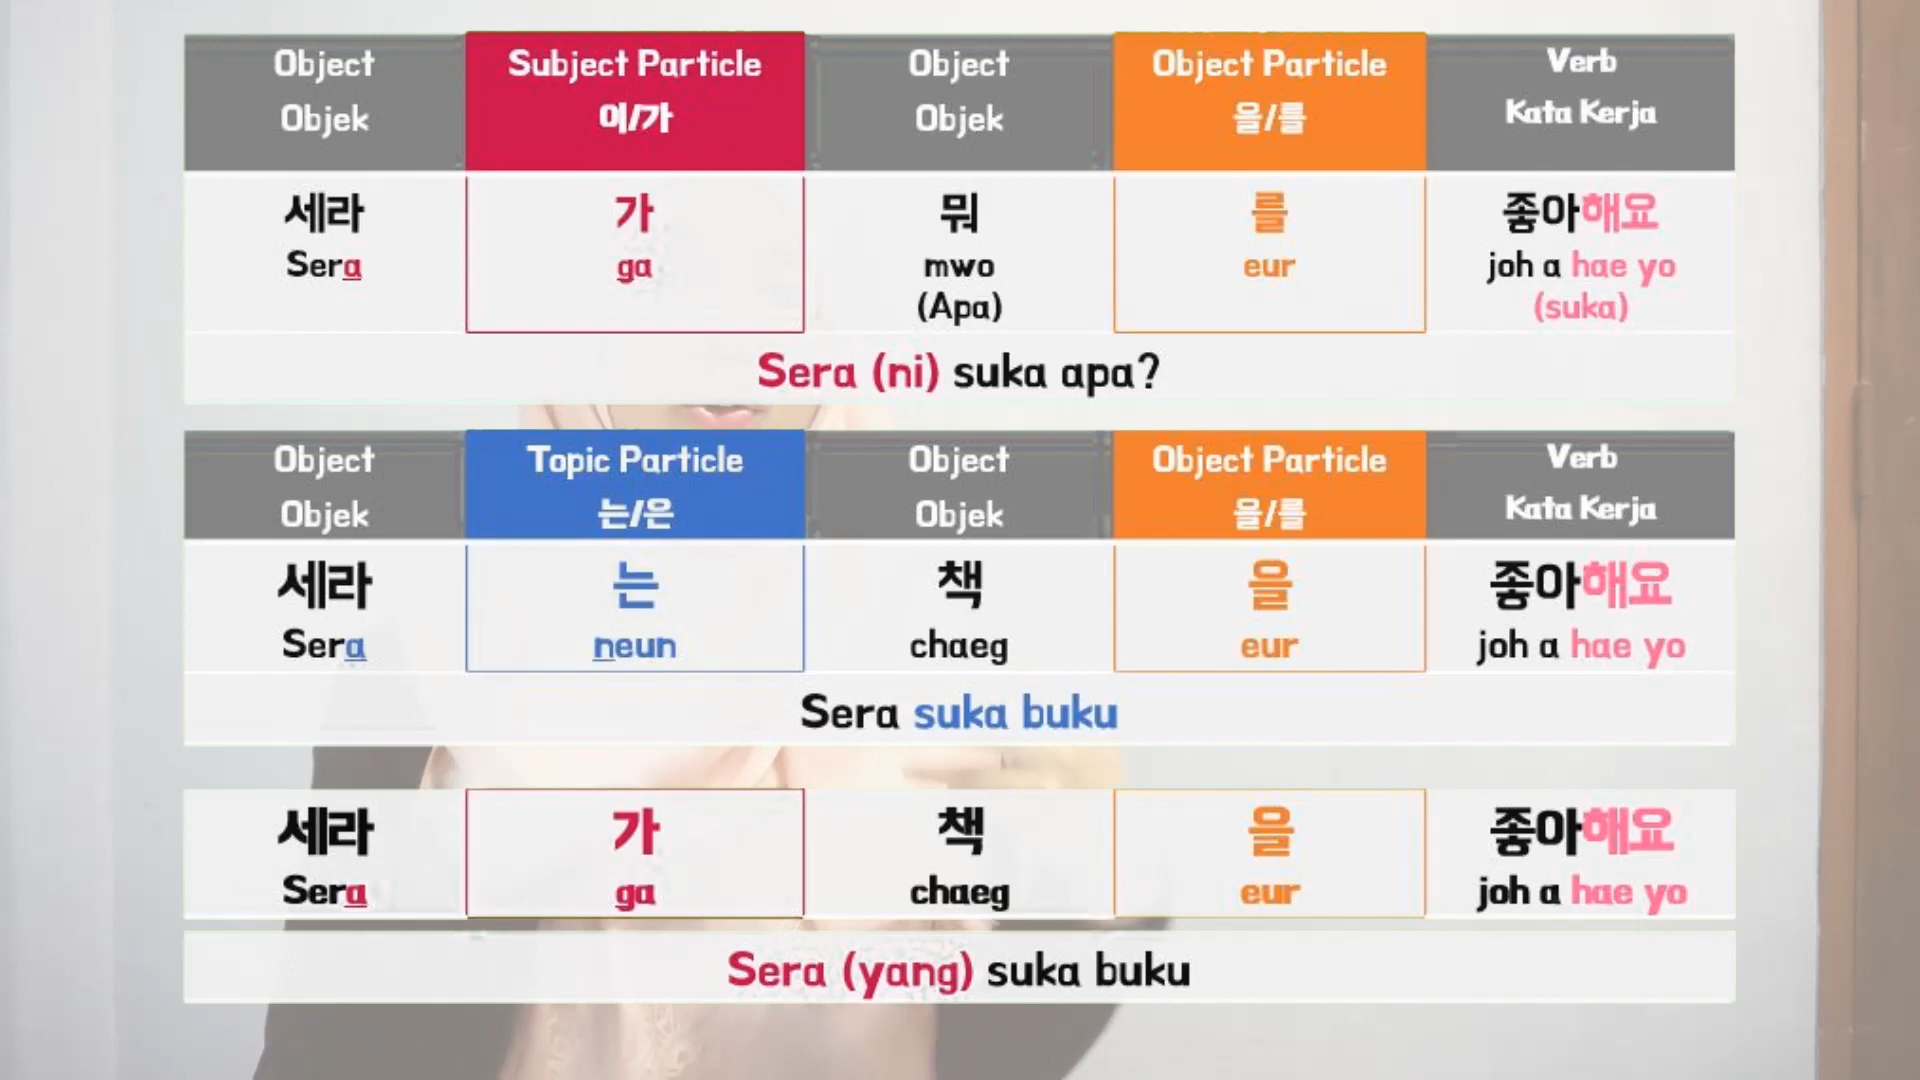 Object Subject Particle Object Object Particle Verb
Objek 이/가 Objek 을/를 Kata Kerja
세라 가 뭐 를 좋아해요
Sera ga mwo eur joh a hae yo
(Apa) (suka)
Sera (ni) suka apa?
Object Topic Particle Object Object Particle Verb
Objek 는/은 Objek 을/를 Kata Kerja
세라 는 책 을 좋아해요
Sera neun chaeg eur joh a hae yo
Sera suka buku
세라 가 책 을 좋아해요
Sera ga chaeg eur joh a hae yo
Sera (yang) suka buku